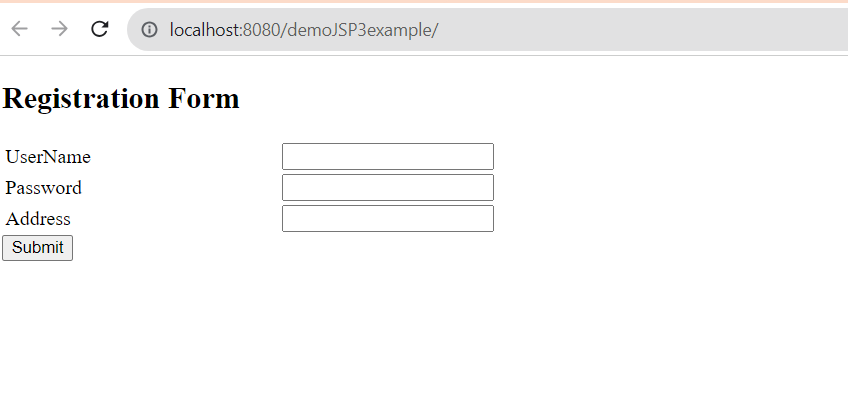 localhost:8080/demoJSP3example/
Registration Form
UserName
Password
Address
Submit